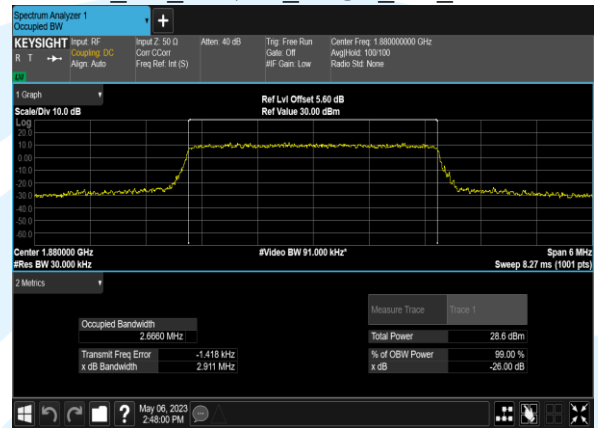 Spectrum Analyzer 1
Occupied BW
KEYSIGHT Input: RF Input Z: 50 Ω Atten: 40 dB Trig: Free Run Center Freq: 1.880000000 GHz
R T Coupling: DC Corr CCorr Gate: Off Avg|Hold: 100/100
Align: Auto Freq Ref: Int (S) #IF Gain: Low Radio Std: None
1 Graph
Ref Lvl Offset 5.60 dB
Scale/Div 10.0 dB Ref Value 30.00 dBm
Log
20.0
10.0
0.00
-10.0
-20.0
-30.0
-40.0
-50.0
-60.0
Center 1.880000 GHz #Video BW 91.000 kHz* Span 6 MHz
#Res BW 30.000 kHz Sweep 8.27 ms (1001 pts)
2 Metrics
Measure Trace Trace 1
Occupied Bandwidth
2.6660 MHz Total Power 28.6 dBm
Transmit Freq Error -1.418 kHz % of OBW Power 99.00 %
x dB Bandwidth 2.911 MHz x dB -26.00 dB
May 06, 2023
2:48:00 PM